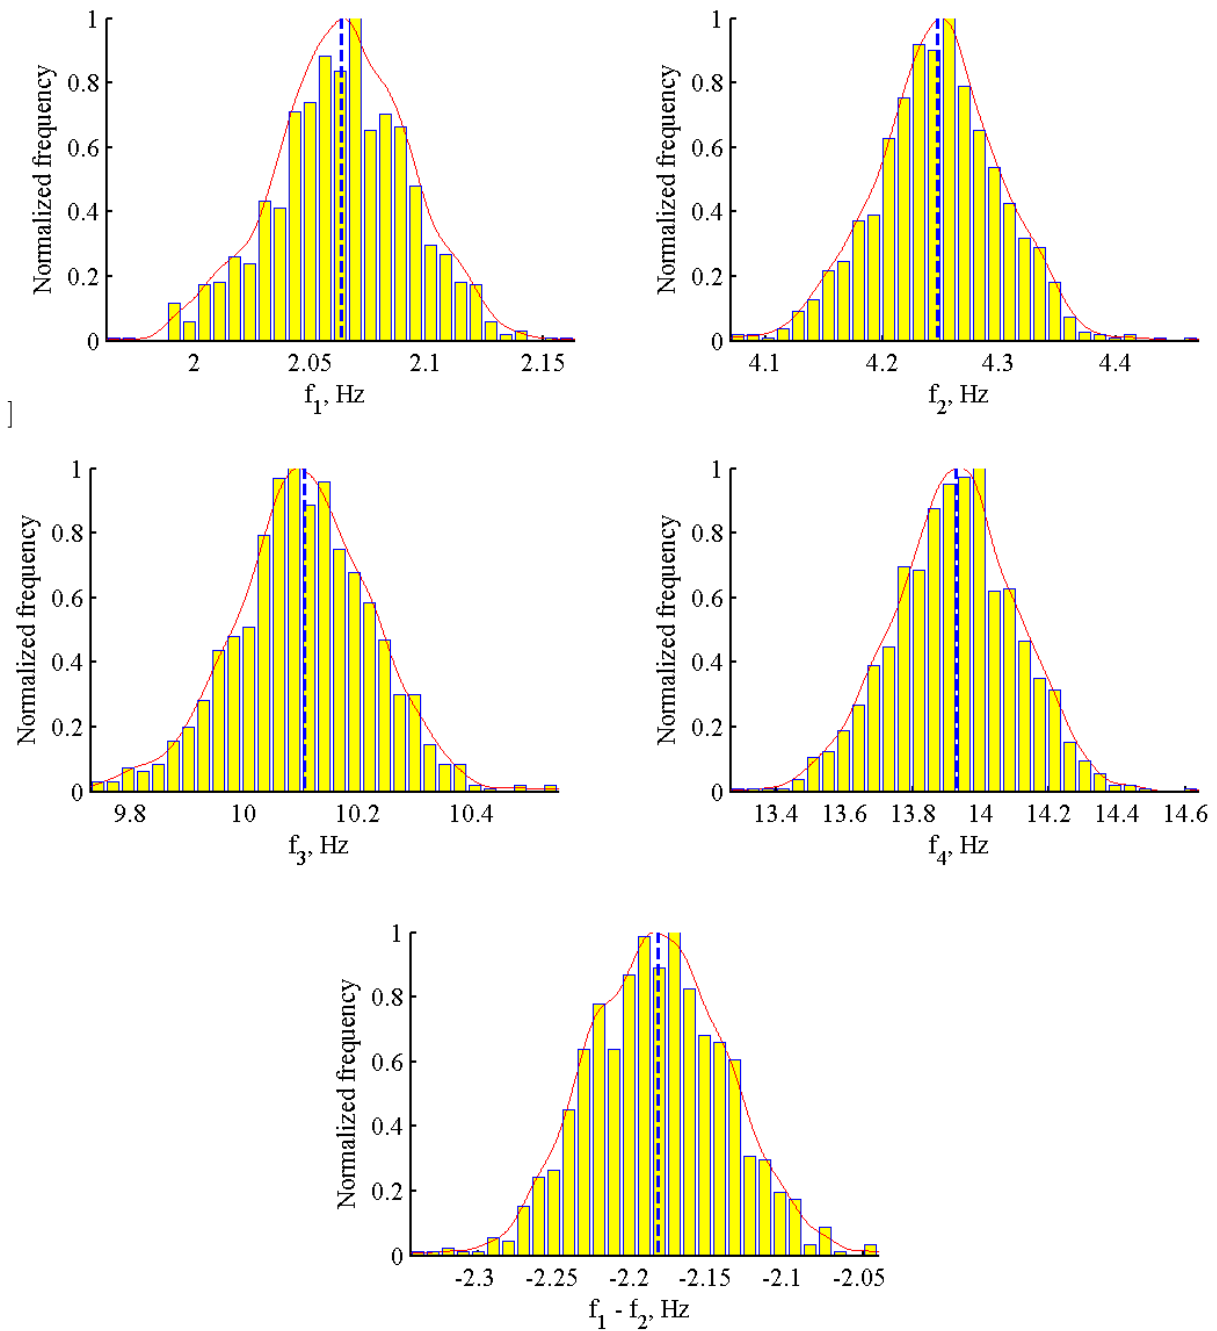 1
0.8
0.6
0.4
0.2
0
Normalized frequency
2 2.05 2.1 2.15
f1, Hz
1
0.8
0.6
0.4
0.2
0
Normalized frequency
4.1 4.2 4.3 4.4
f2, Hz
]
1
0.8
0.6
0.4
0.2
0
Normalized frequency
9.8 10 10.2 10.4
f3, Hz
1
0.8
0.6
0.4
0.2
0
Normalized frequency
13.4 13.6 13.8 14 14.2 14.4 14.6
f4, Hz
1
0.8
0.6
0.4
0.2
0
Normalized frequency
-2.3 -2.25 -2.2 -2.15 -2.1 -2.05
f1 - f2, Hz